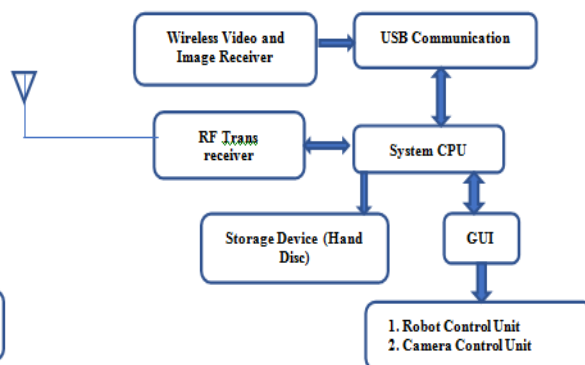 Wireless Video and
Image Receiver
USB Communication
RF Trans
receiver
System CPU
Storage Device (Hand
Disc)
GUI
1. Robot Control Unit
2. Camera Control Unit